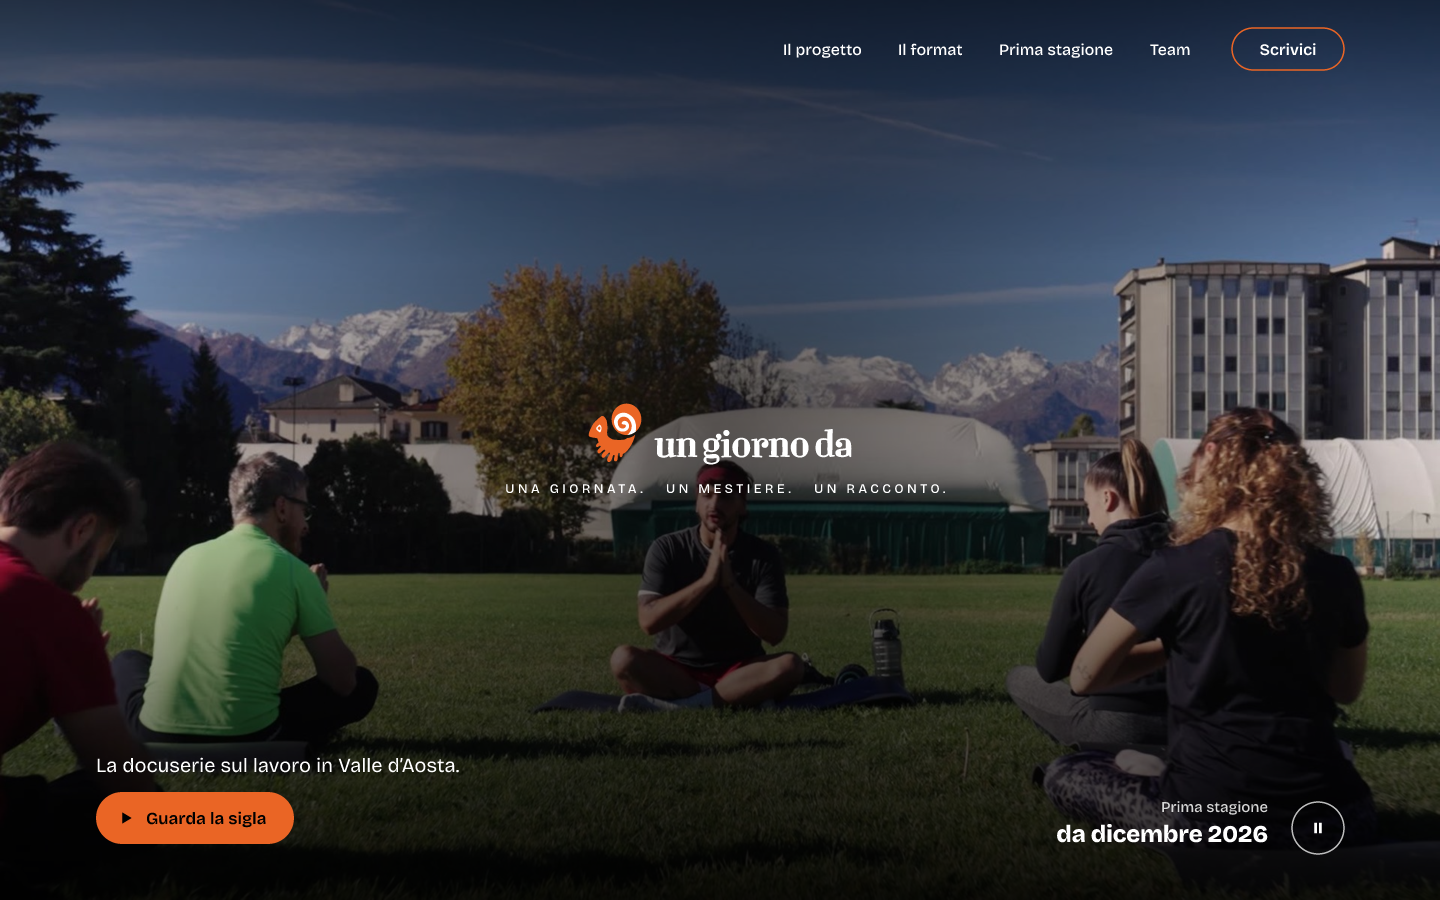 Il progetto
Il format
Prima stagione
Team
Scrivici
un giorno da
UNA GIORNATA. UN MESTIERE. UN RACCONTO.
La docuserie sul lavoro in Valle d’Aosta.
Guarda la sigla
Prima stagione
da dicembre 2026